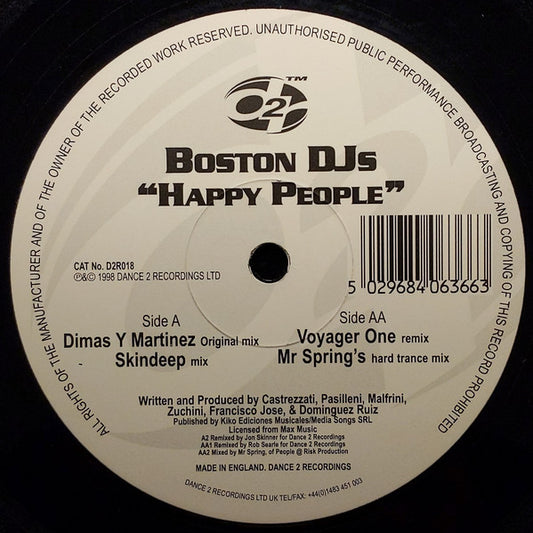 ALL RIGHTS OF THE MANUFACTURER AND OF THE OWNER OF THE RECORDED WORK RESERVED. UNAUTHORISED PUBLIC PERFORMANCE BROADCASTING AND COPYING OF THIS RECORD PROHIBITED
D2R TM
BOSTON DJS
"HAPPY PEOPLE"
CAT No. D2R018
℗&© 1998 DANCE 2 RECORDINGS LTD
5 029684 063663
Side A
Dimas Y Martinez Original mix
Skindeep mix
Side AA
Voyager One remix
Mr Spring's hard trance mix
Written and Produced by Castrezzati, Pasilleni, Malfrini,
Zuchini, Francisco Jose, & Dominquez Ruiz
Published by Kiko Ediciones Musicales/Media Songs SRL
Licensed from Max Music
A2 Remixed by Jon Skinner for Dance 2 Recordings
AA1 Remixed by Rob Searle for Dance 2 Recordings
AA2 Mixed by Mr Spring, of People @ Risk Production
MADE IN ENGLAND. DANCE 2 RECORDINGS
DANCE 2 RECORDINGS LTD UK TEL/FAX: +44(0)1483 451 003